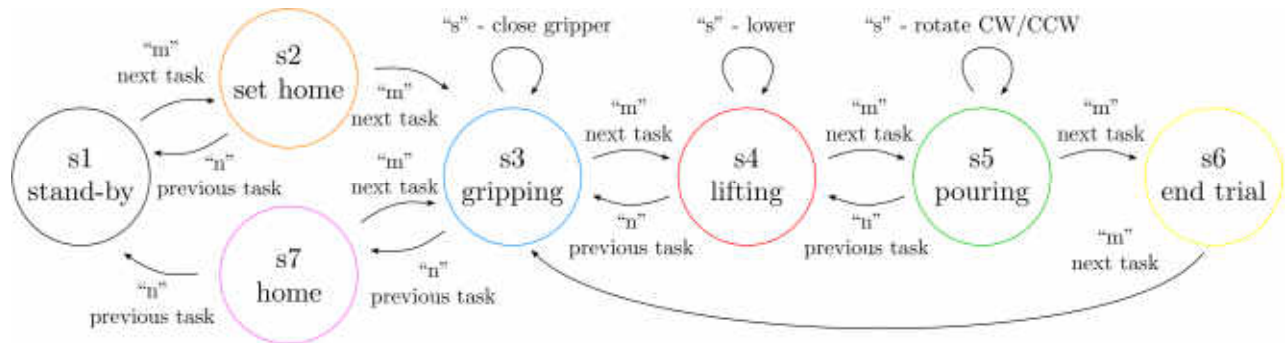 “s” - close gripper
“s” - lower
“s” - rotate CW/CCW
“m”
next task
s2
set home
“m”
next task
“m”
next task
“m”
next task
“m”
next task
s1
stand-by
“n”
previous task
“m”
next task
s3
gripping
s4
lifting
s5
pouring
s6
end trial
“n”
previous task
“n”
previous task
“m”
next task
s7
home
“n”
previous task
“n”
previous task